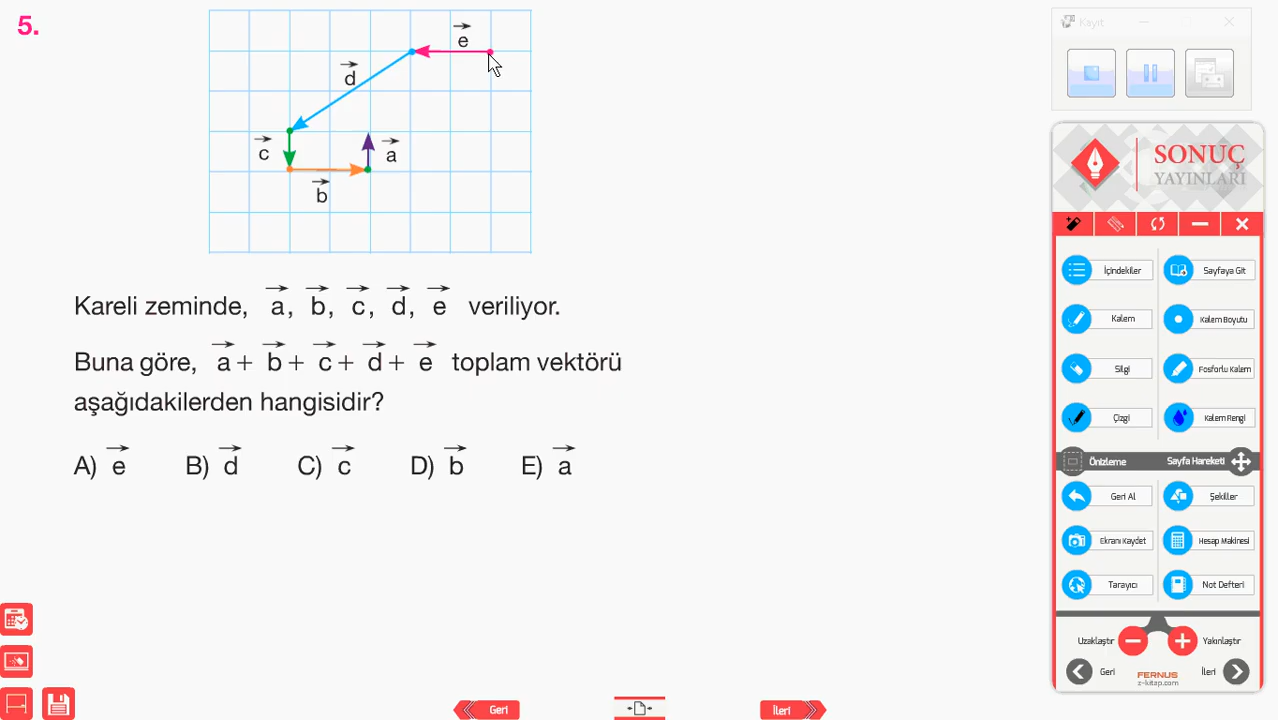 5.
e
d
c
a
b
Kareli zeminde, a, b, c, d, e veriliyor.
Buna göre, a + b + c + d + e toplam vektörü
aşağıdakilerden hangisidir?
A) e B) d C) c D) b E) a
Kayıt
SONUÇ
YAYINLARI
İçindekiler
Sayfaya Git
Kalem
Kalem Boyutu
Silgi
Fosforlu Kalem
Çizgi
Kalem Rengi
Önizleme
Sayfa Hareketi
Geri Al
Şekiller
Ekranı Kaydet
Hesap Makinesi
Tarayıcı
Not Defteri
Uzaklaştır
Yakınlaştır
Geri
FERNUS
z-kitap.com
İleri
Geri
İleri